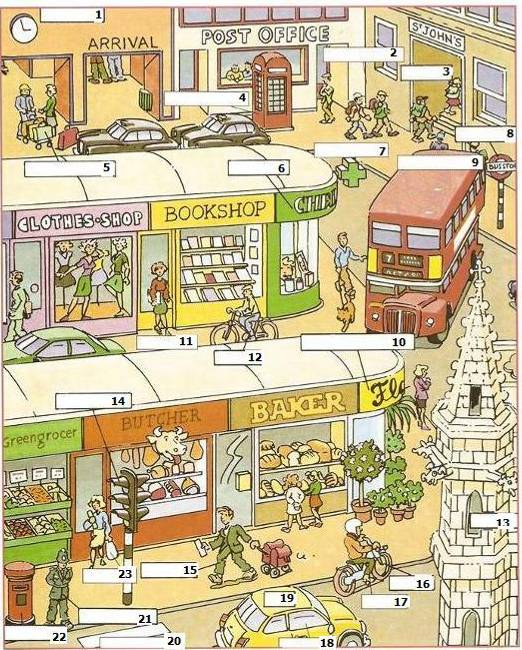 1
ARRIVAL
POST OFFICE
ST JOHN'S
2
3
4
5
6
7
8
9
BUS STOP
CLOTHES-SHOP
BOOKSHOP
7
10
11
12
14
Greengrocer
BUTCHER
BAKER
13
15
23
16
17
19
21
22
20
18